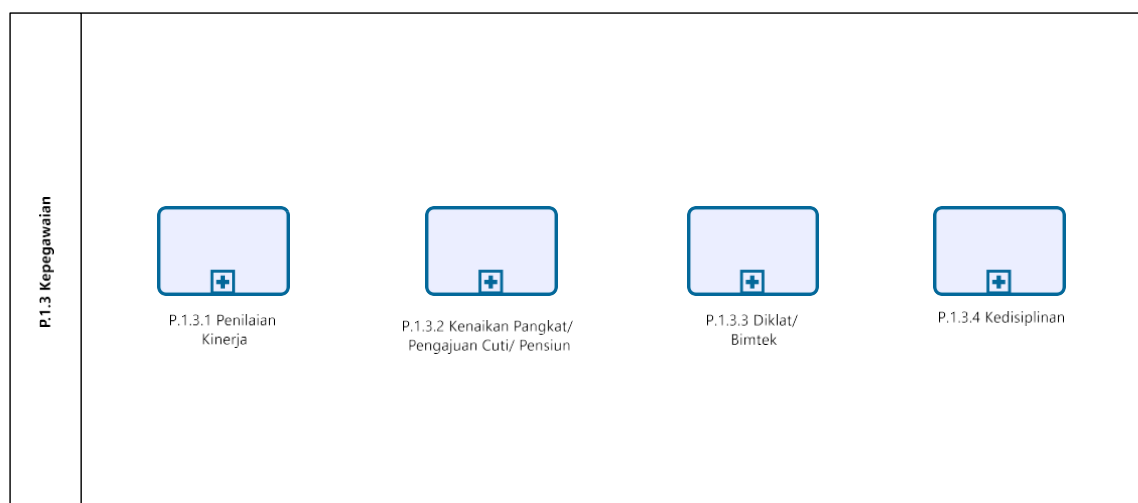 P.1.3 Kepegawaian
P.1.3.1 Penilaian
Kinerja
P.1.3.2 Kenaikan Pangkat/
Pengajuan Cuti/ Pensiun
P.1.3.3 Diklat/
Bimtek
P.1.3.4 Kedisiplinan